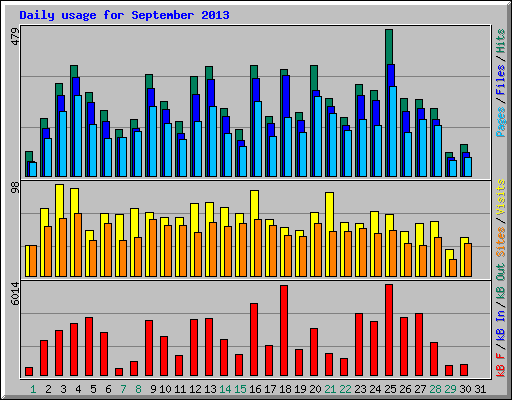 Daily usage for September 2013
479
Pages / Files / Hits
98
Sites / Visits
6014
kB F / kB In / kB Out
1 2 3 4 5 6 7 8 9 10 11 12 13 14 15 16 17 18 19 20 21 22 23 24 25 26 27 28 29 30 31